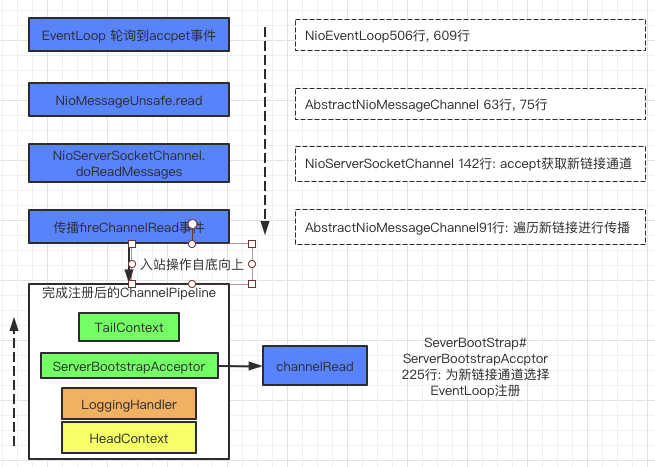 EventLoop 轮询到accpet事件
NioEventLoop506行, 609行
NioMessageUnsafe.read
AbstractNioMessageChannel 63行, 75行
NioServerSocketChannel.
doReadMessages
NioServerSocketChannel 142行: accept获取新链接通道
传播fireChannelRead事件
AbstractNioMessageChannel91行: 遍历新链接进行传播
入站操作自底向上
完成注册后的ChannelPipeline
TailContext
ServerBootstrapAcceptor
channelRead
SeverBootStrap#
ServerBootstrapAccptor
225行: 为新链接通道选择
EventLoop注册
LoggingHandler
HeadContext